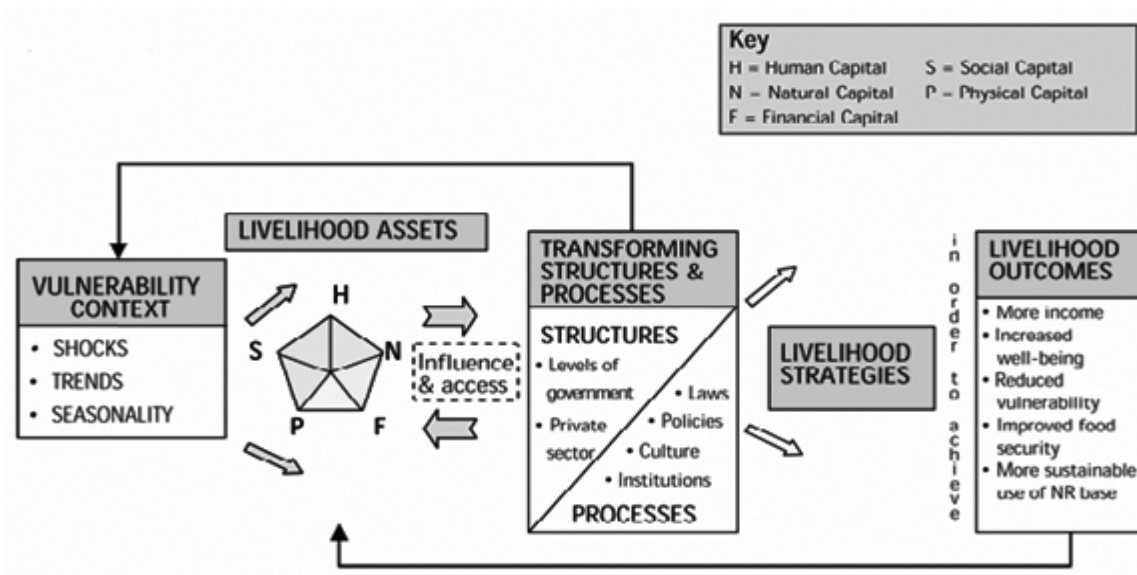 Key
H = Human Capital S = Social Capital
N = Natural Capital P = Physical Capital
F = Financial Capital
LIVELIHOOD ASSETS
VULNERABILITY
CONTEXT
• SHOCKS
• TRENDS
• SEASONALITY
H
S
N
P
F
Influence
& access
TRANSFORMING
STRUCTURES &
PROCESSES
STRUCTURES
• Levels of
government
• Private
sector
• Laws
• Policies
• Culture
• Institutions
PROCESSES
LIVELIHOOD
STRATEGIES
in order to achieve
LIVELIHOOD
OUTCOMES
• More income
• Increased
well-being
• Reduced
vulnerability
• Improved food
security
• More sustainable
use of NR base